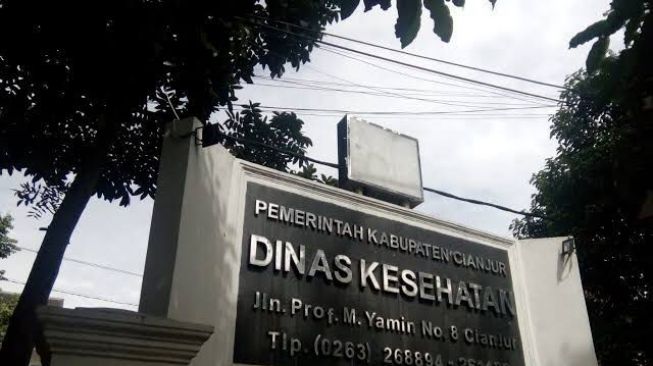 PEMERINTAH KABUPATEN CIANJUR
DINAS KESEHATAN
Jln. Prof. M. Yamin No. 8 Cianjur
Tlp. (0263) 268894 -